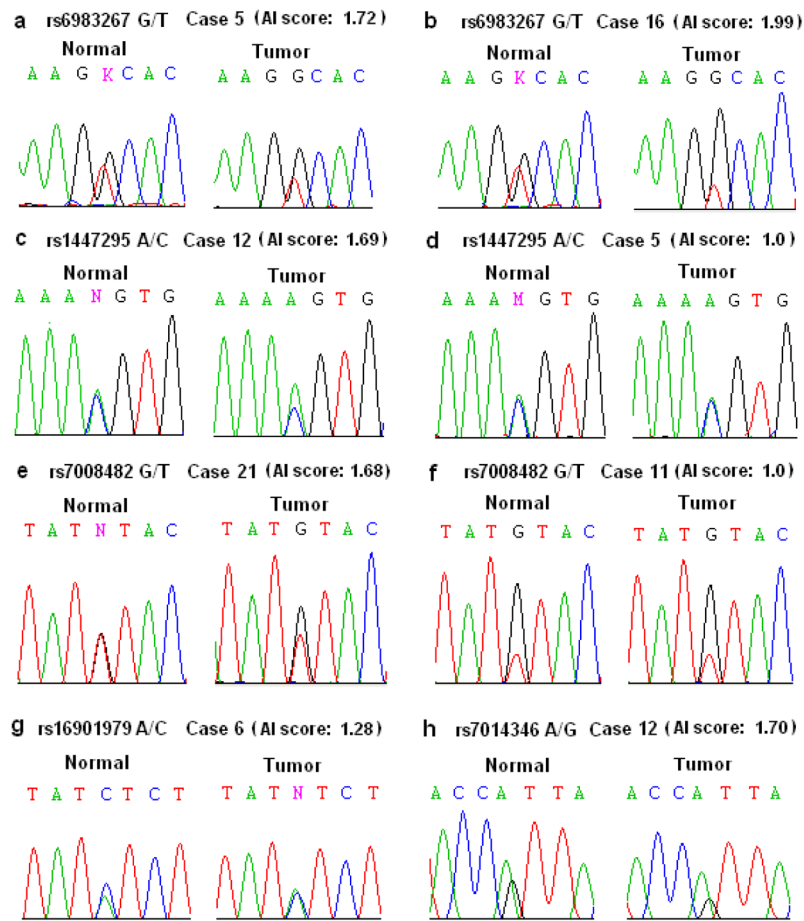 a rs6983267 G/T Case 5 (AI score: 1.72)
Normal Tumor
A A G K C A C A A G G C A C
b rs6983267 G/T Case 16 (AI score: 1.99)
Normal Tumor
A A G K C A C A A G G C A C
c rs1447295 A/C Case 12 (AI score: 1.69)
Normal Tumor
A A A N G T G A A A A G T G
d rs1447295 A/C Case 5 (AI score: 1.0)
Normal Tumor
A A A M G T G A A A A G T G
e rs7008482 G/T Case 21 (AI score: 1.68)
Normal Tumor
T A T N T A C T A T G T A C
f rs7008482 G/T Case 11 (AI score: 1.0)
Normal Tumor
T A T G T A C T A T G T A C
g rs16901979 A/C Case 6 (AI score: 1.28)
Normal Tumor
T A T C T C T T A T N T C T
h rs7014346 A/G Case 12 (AI score: 1.70)
Normal Tumor
A C C A T T A A C C A T T A